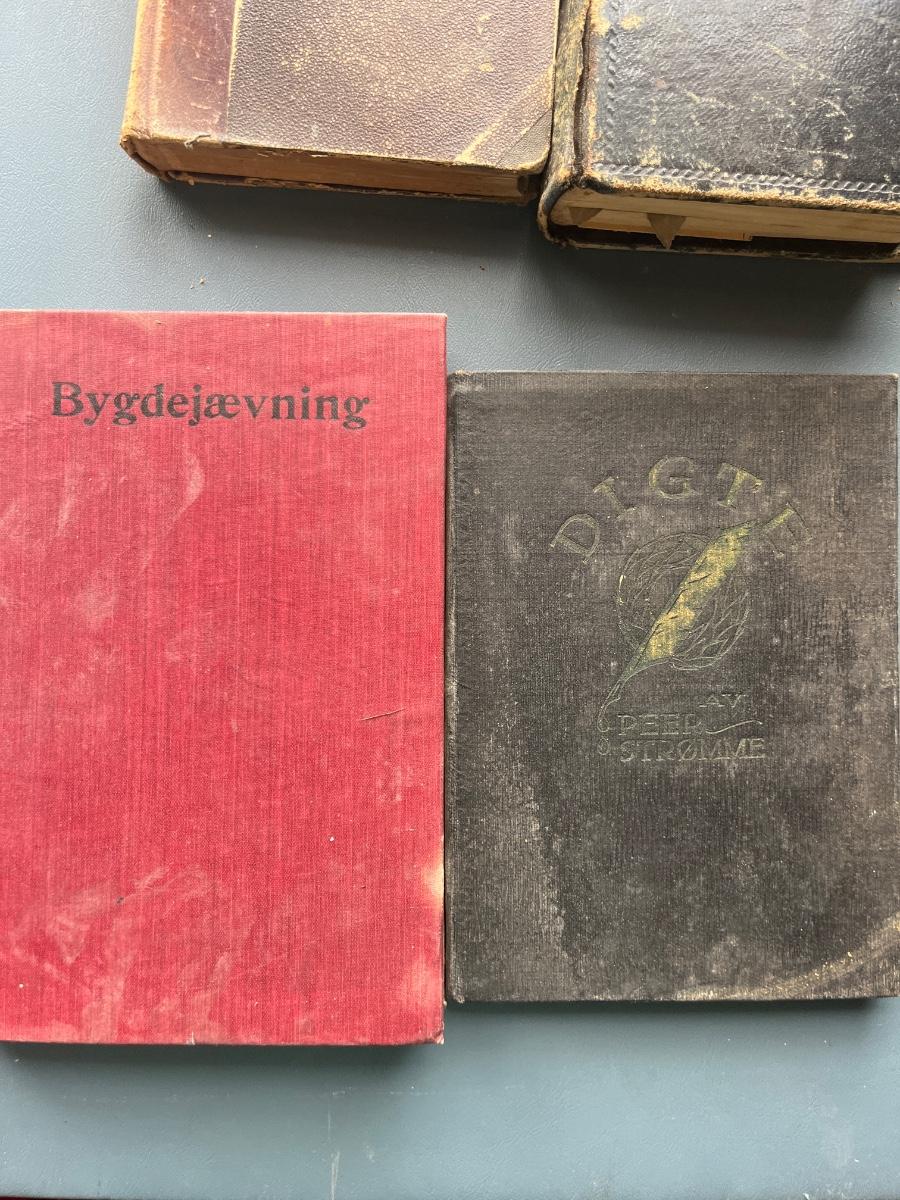 Bygdejævning
DIGTE
AV
PEER
STRØMME